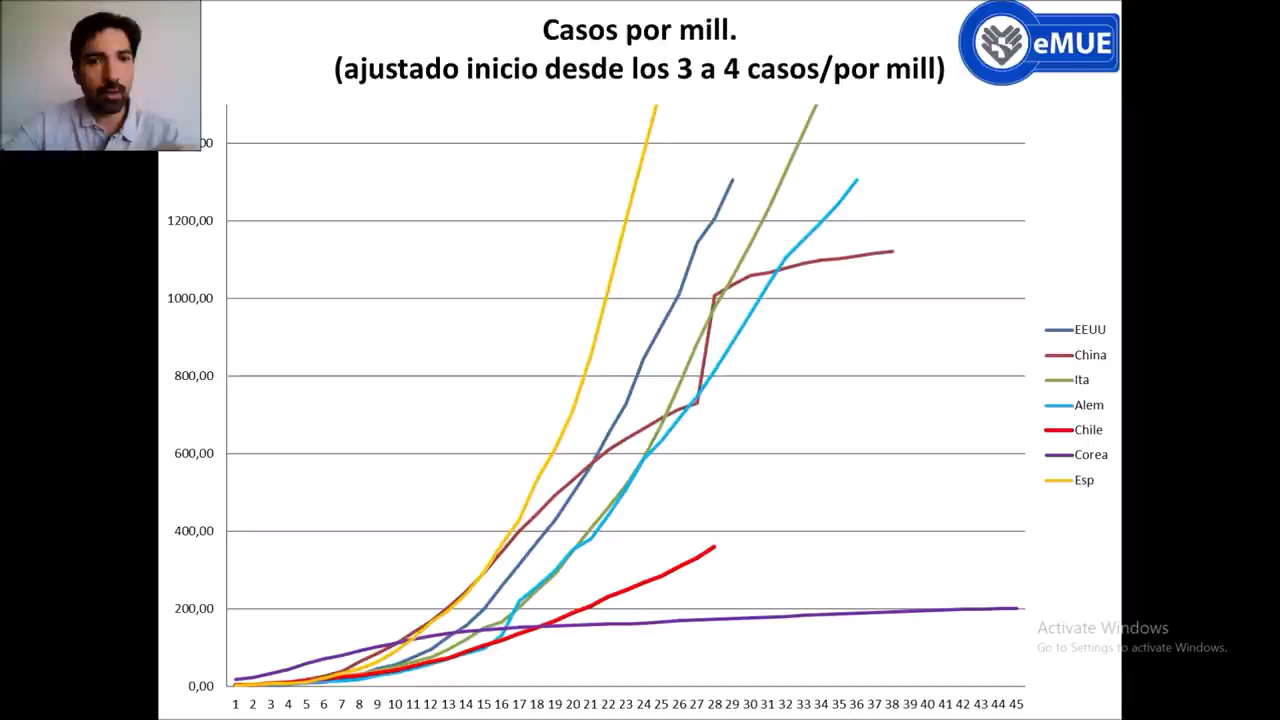 Casos por mill.
(ajustado inicio desde los 3 a 4 casos/por mill)
eMUE
1200,00
1000,00
800,00
600,00
400,00
200,00
0,00
1 2 3 4 5 6 7 8 9 10 11 12 13 14 15 16 17 18 19 20 21 22 23 24 25 26 27 28 29 30 31 32 33 34 35 36 37 38 39 40 41 42 43 44 45
EEUU
China
Ita
Alem
Chile
Corea
Esp
Activate Windows
Go to Settings to activate Windows.